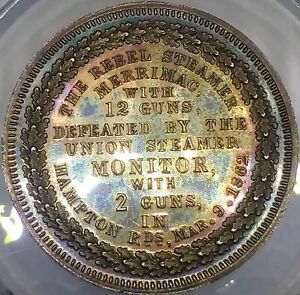 THE REBEL STEAMER
MERRIMAC,
WITH
12 GUNS,
DEFEATED BY THE
UNION STEAMER
MONITOR,
WITH
2 GUNS,
IN
HAMPTON RDS, MAR. 9. 1862